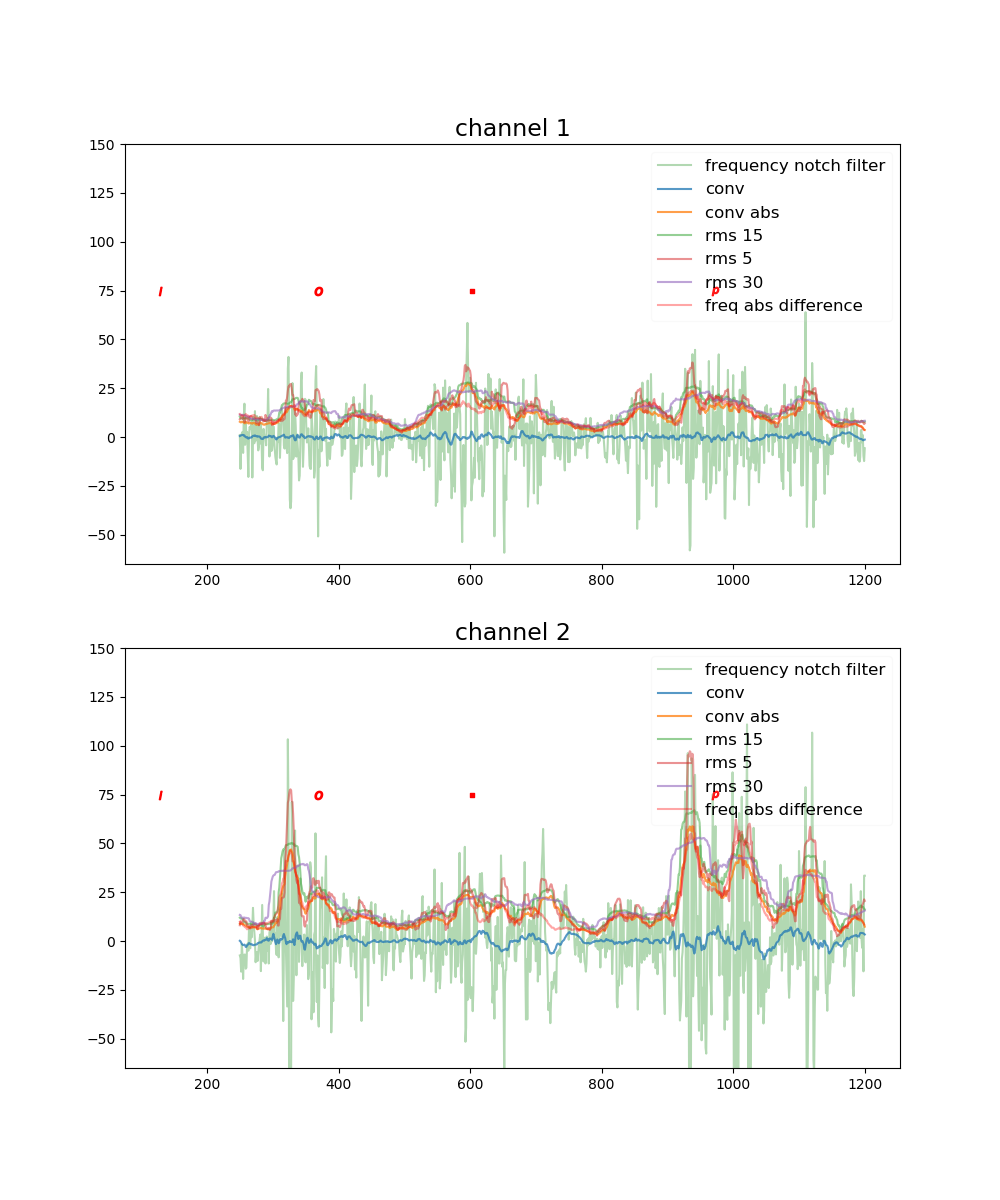 channel 1
150
125
100
75
50
25
0
−25
−50
frequency notch filter
conv
conv abs
rms 15
rms 5
rms 30
freq abs difference
I O . P
200 400 600 800 1000 1200
channel 2
150
125
100
75
50
25
0
−25
−50
frequency notch filter
conv
conv abs
rms 15
rms 5
rms 30
freq abs difference
I O . P
200 400 600 800 1000 1200